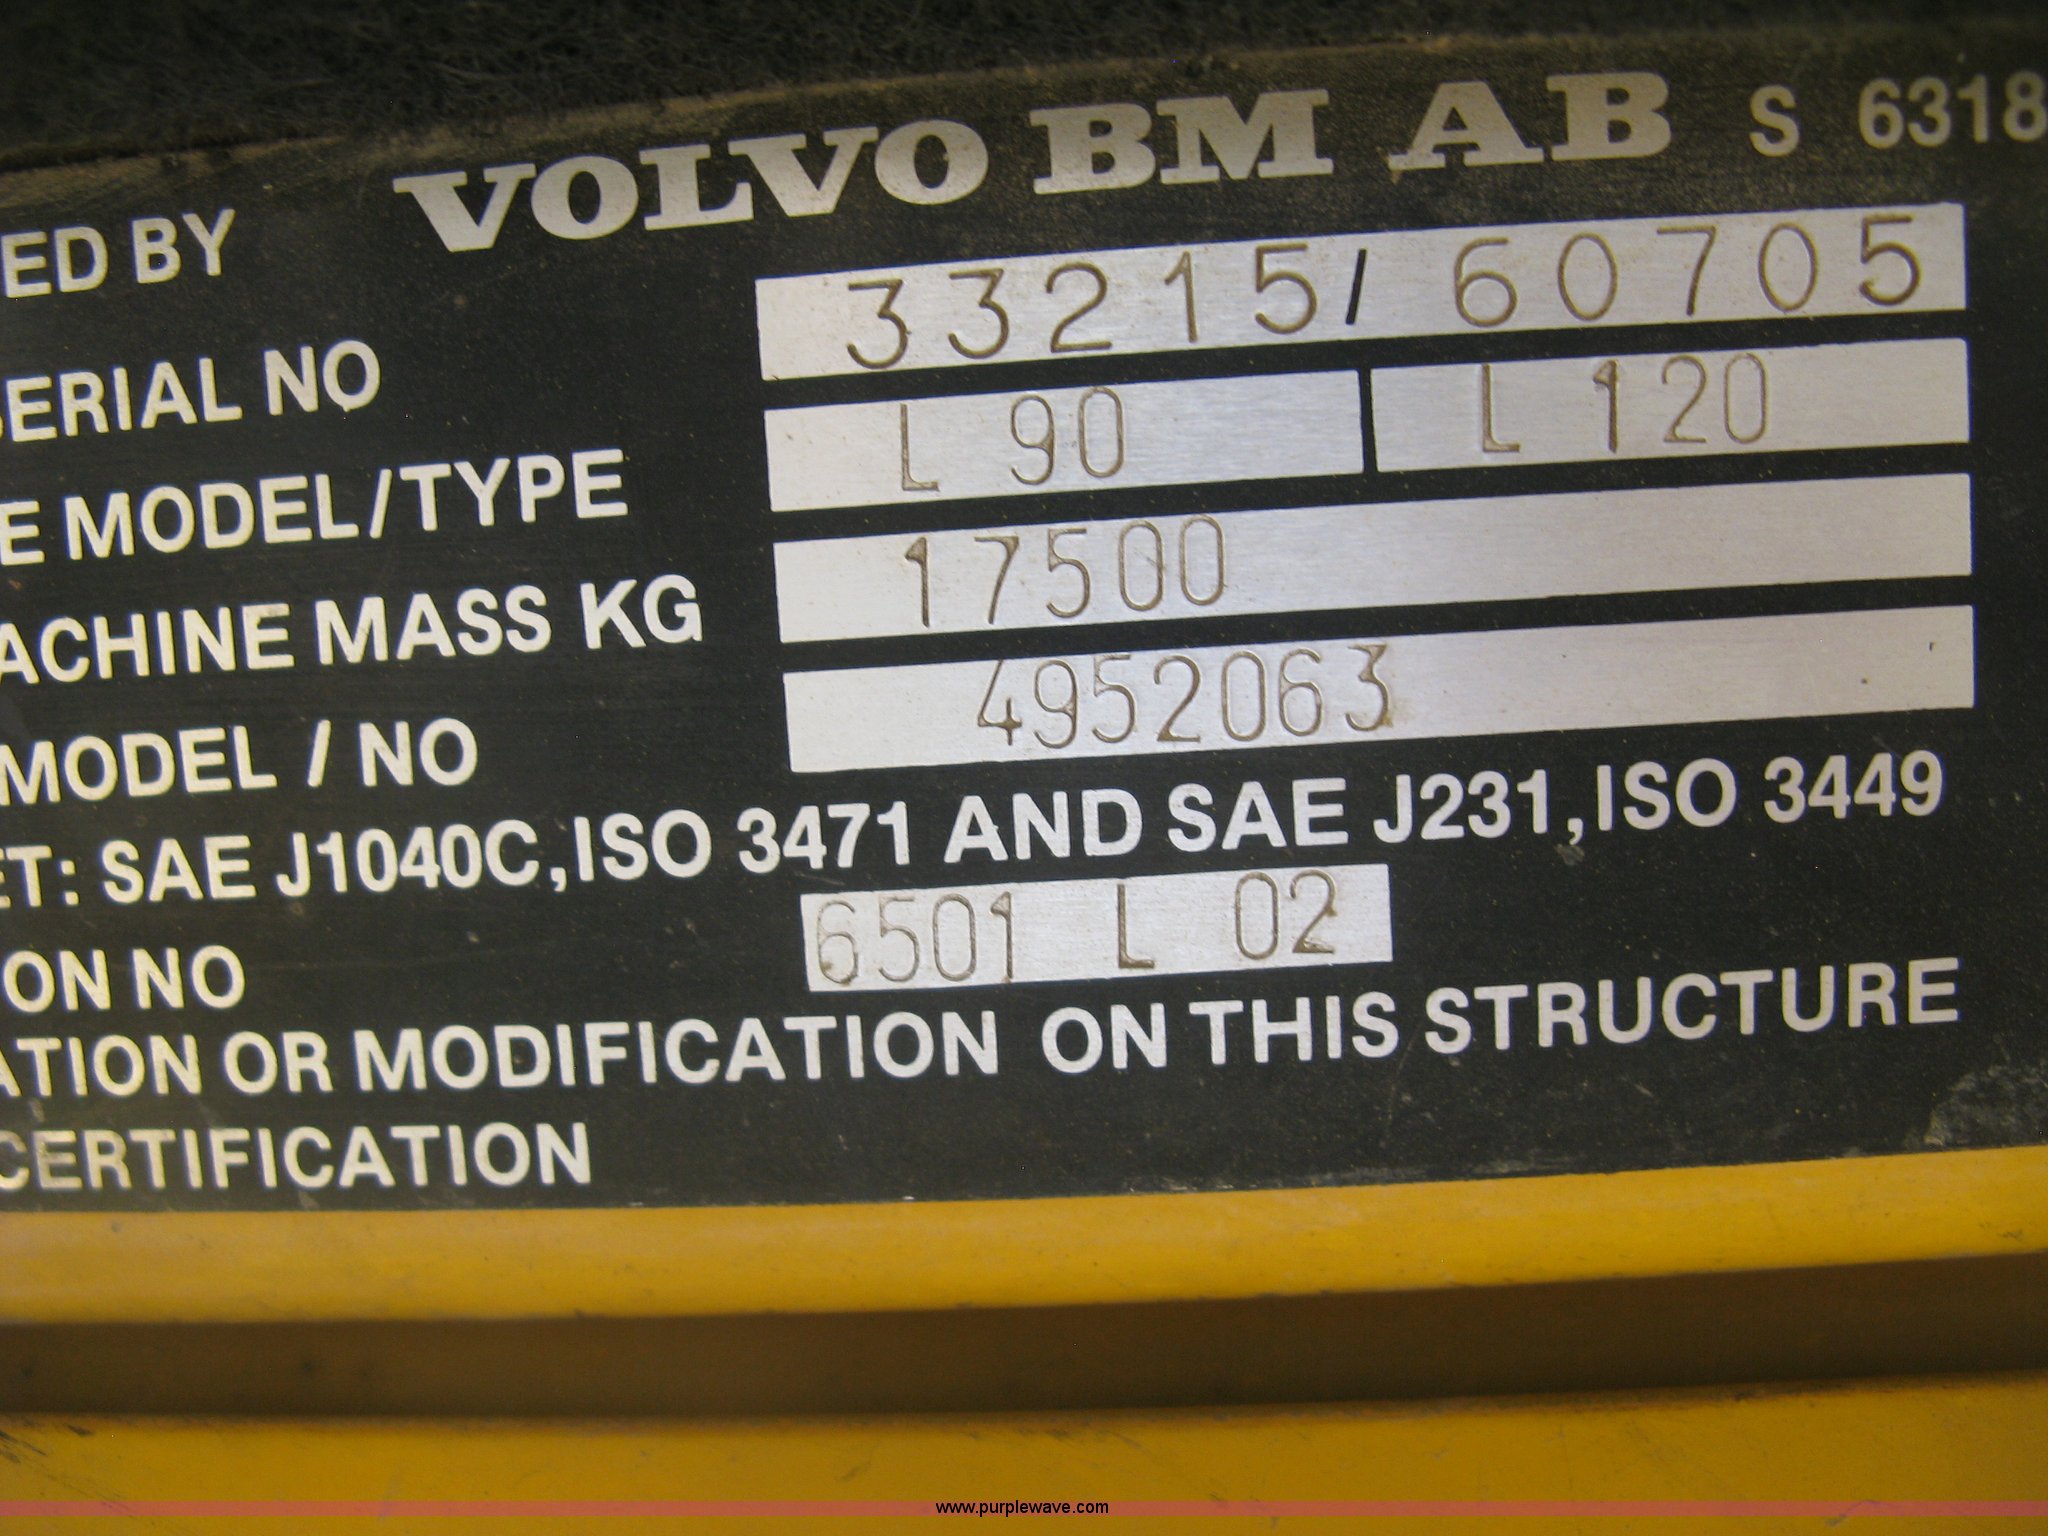 VOLVO BM AB S 6318
ED BY
SERIAL NO 33215/60705
E MODEL/TYPE L 90 L 120
ACHINE MASS KG 17500
MODEL / NO 4952063
ET: SAE J1040C, ISO 3471 AND SAE J231, ISO 3449
ON NO 6501 L 02
ATION OR MODIFICATION ON THIS STRUCTURE
CERTIFICATION
www.purplewave.com